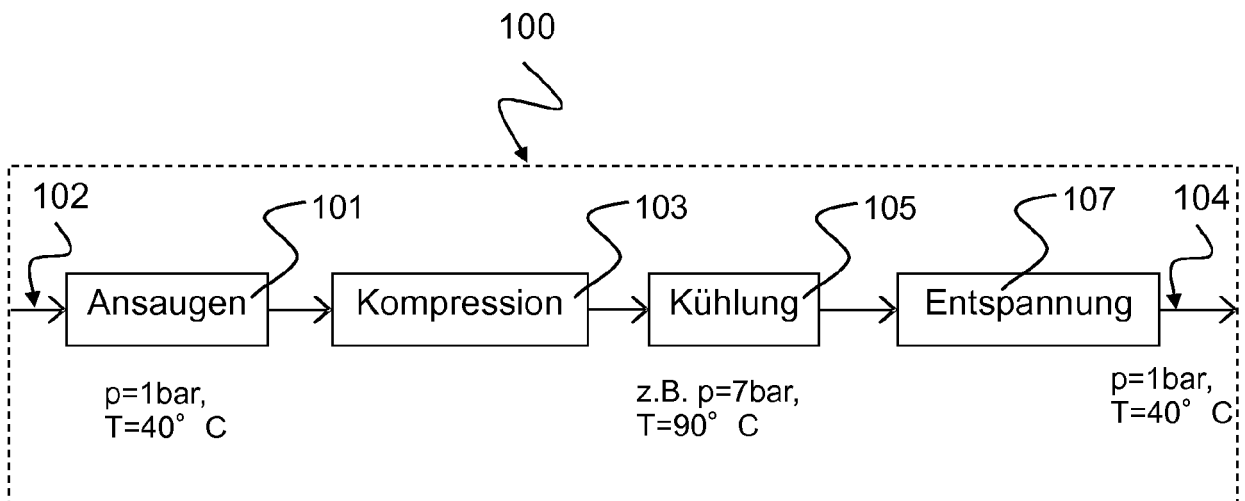 100
102
101
103
105
107
104
Ansaugen
Kompression
Kühlung
Entspannung
p=1bar,
T=40° C
z.B. p=7bar,
T=90° C
p=1bar,
T=40° C